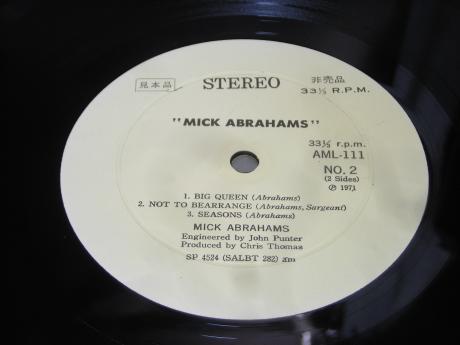 見本品 STEREO 非売品
33⅓ R.P.M.
"MICK ABRAHAMS"
33⅓ r.p.m.
AML-111
NO. 2
(2 Sides)
℗ 1971
1. BIG QUEEN (Abrahams)
2. NOT TO BEARRANGE (Abrahams, Sargeant)
3. SEASONS (Abrahams)
MICK ABRAHAMS
Engineered by John Punter
Produced by Chris Thomas
SP 4524 (SALBT 282) zm